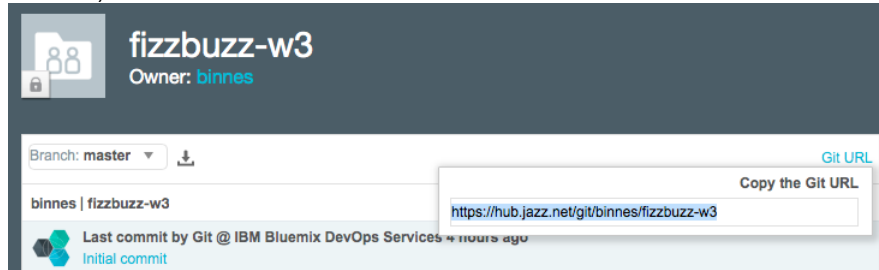 fizzbuzz-w3
Owner: binnes
Branch: master
Git URL
Copy the Git URL
https://hub.jazz.net/git/binnes/fizzbuzz-w3
binnes | fizzbuzz-w3
Last commit by Git @ IBM Bluemix DevOps Services 4 hours ago
Initial commit